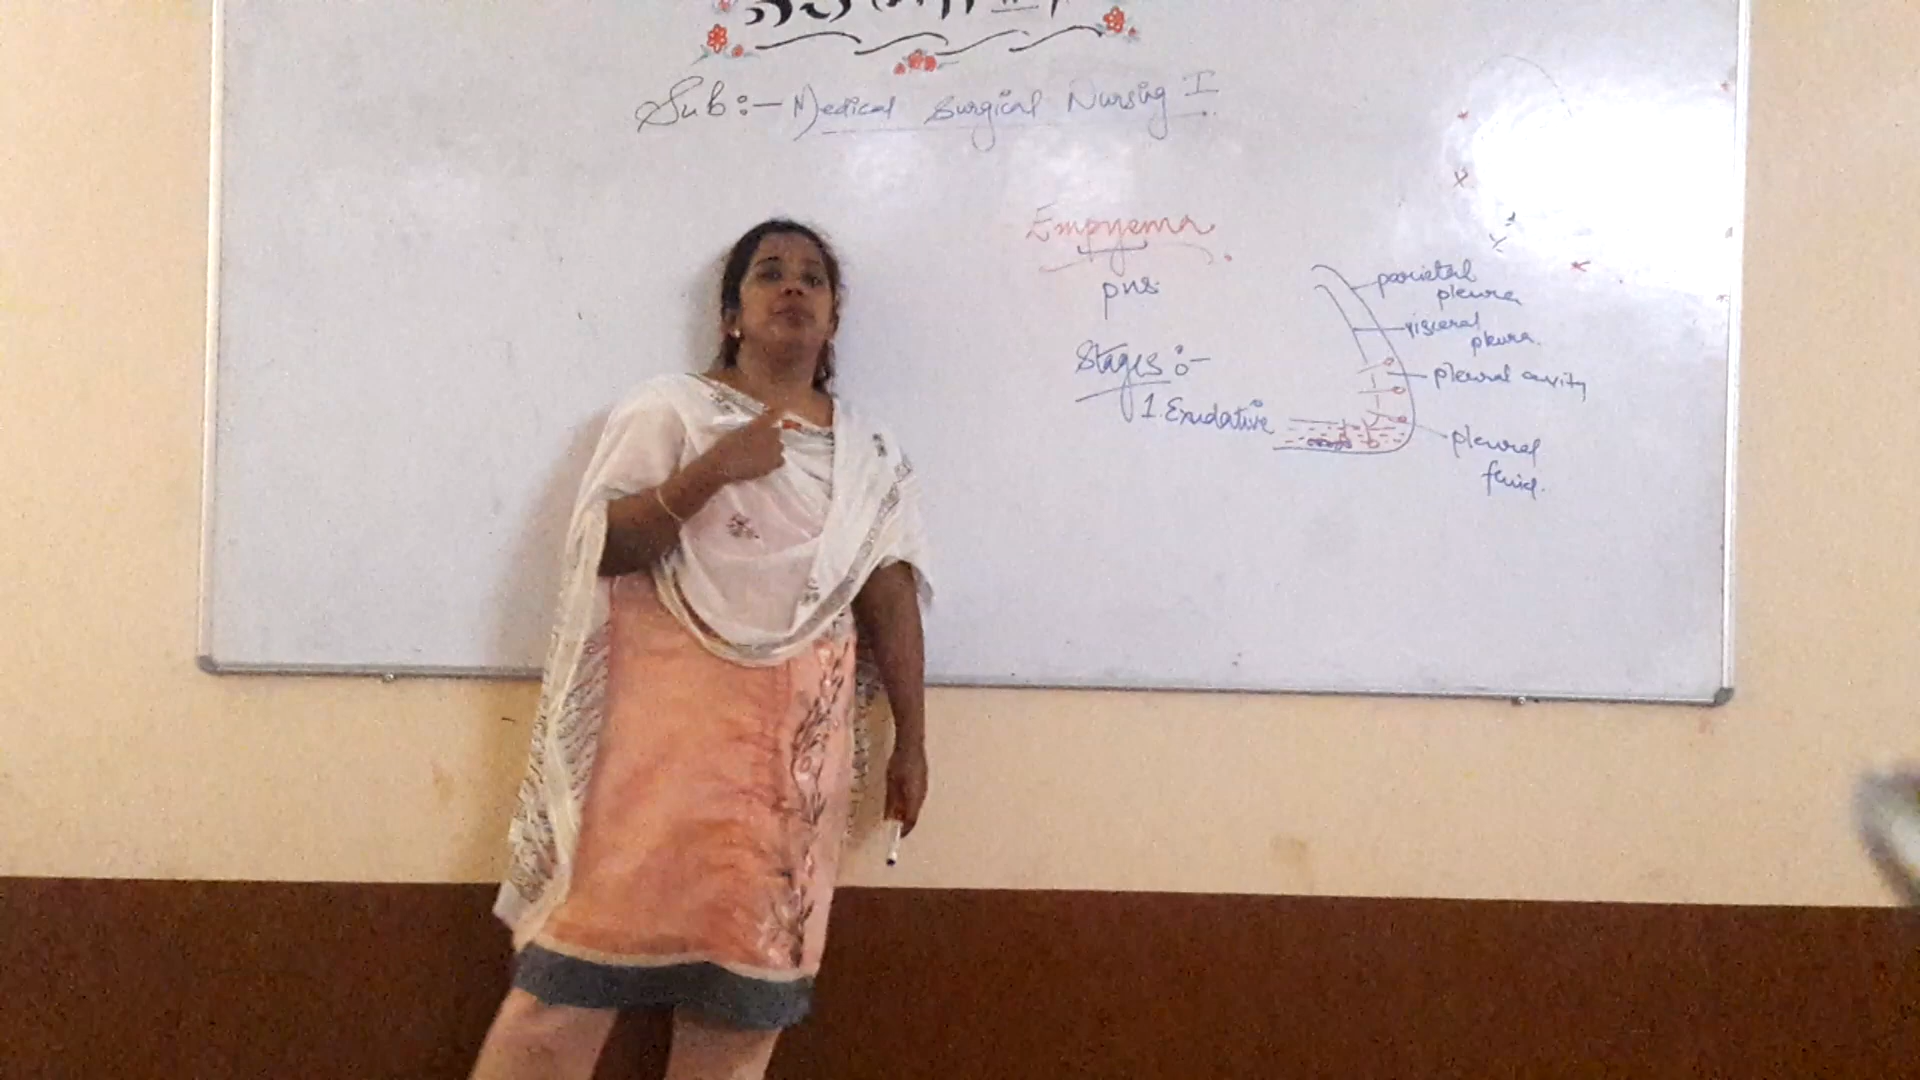 Sub:- Medical Surgical Nursing I
Empyema
pus
Stages:-
1. Exudative
parietal
pleura
visceral
pleura.
pleural cavity
pleural
fluid.